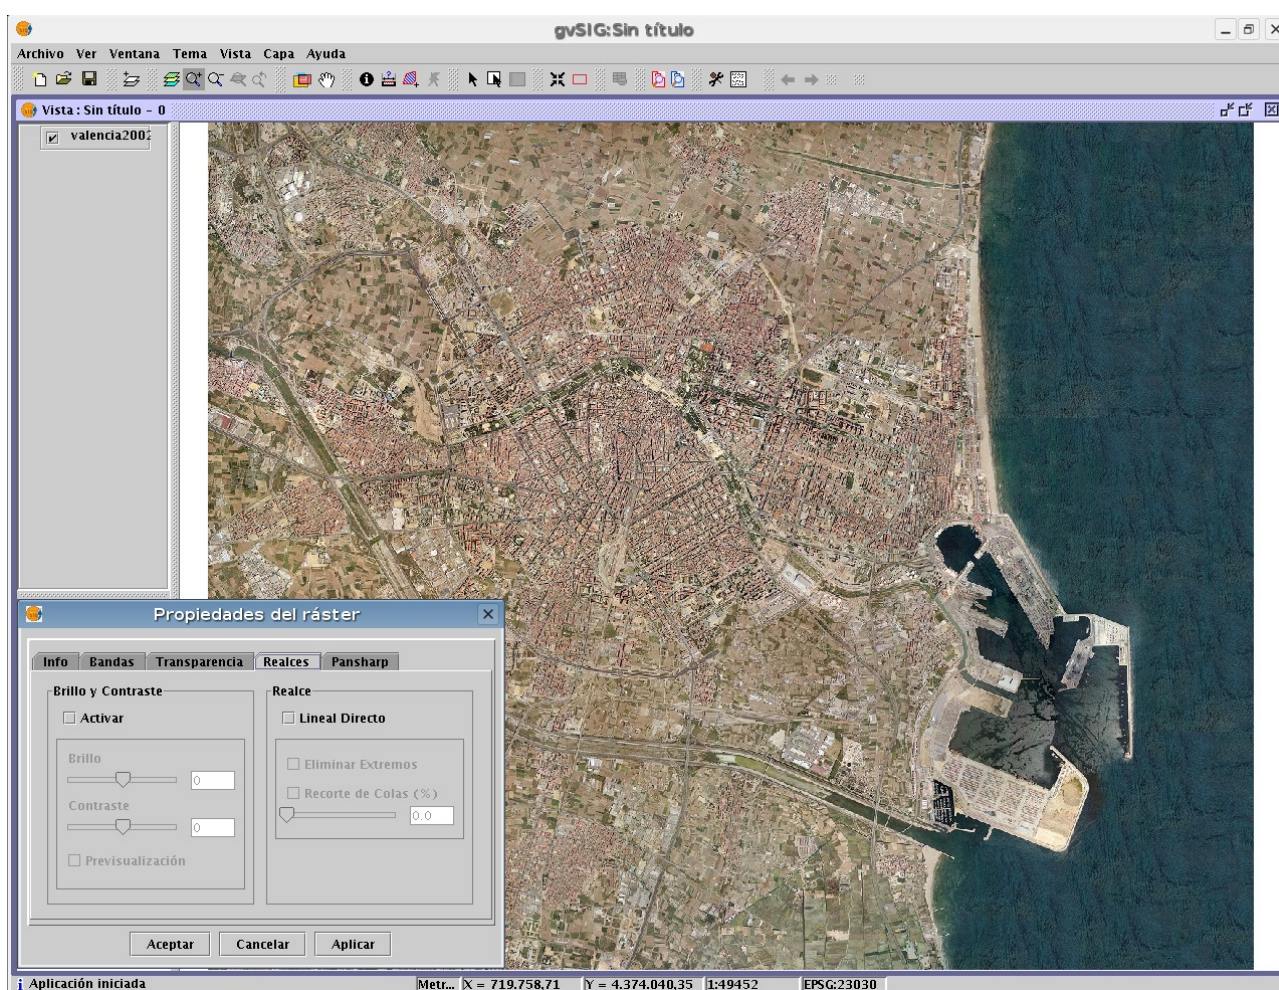 gvSIG:Sin título
Archivo Ver Ventana Tema Vista Capa Ayuda
Vista : Sin título - 0
valencia2002
Propiedades del ráster
Info Bandas Transparencia Realces Pansharp
Brillo y Contraste
Activar
Brillo
0
Contraste
0
Previsualización
Realce
Lineal Directo
Eliminar Extremos
Recorte de Colas (%)
0.0
Aceptar Cancelar Aplicar
Aplicación iniciada Metr... X = 719.758,71 Y = 4.374.040,35 1:49452 EPSG:23030